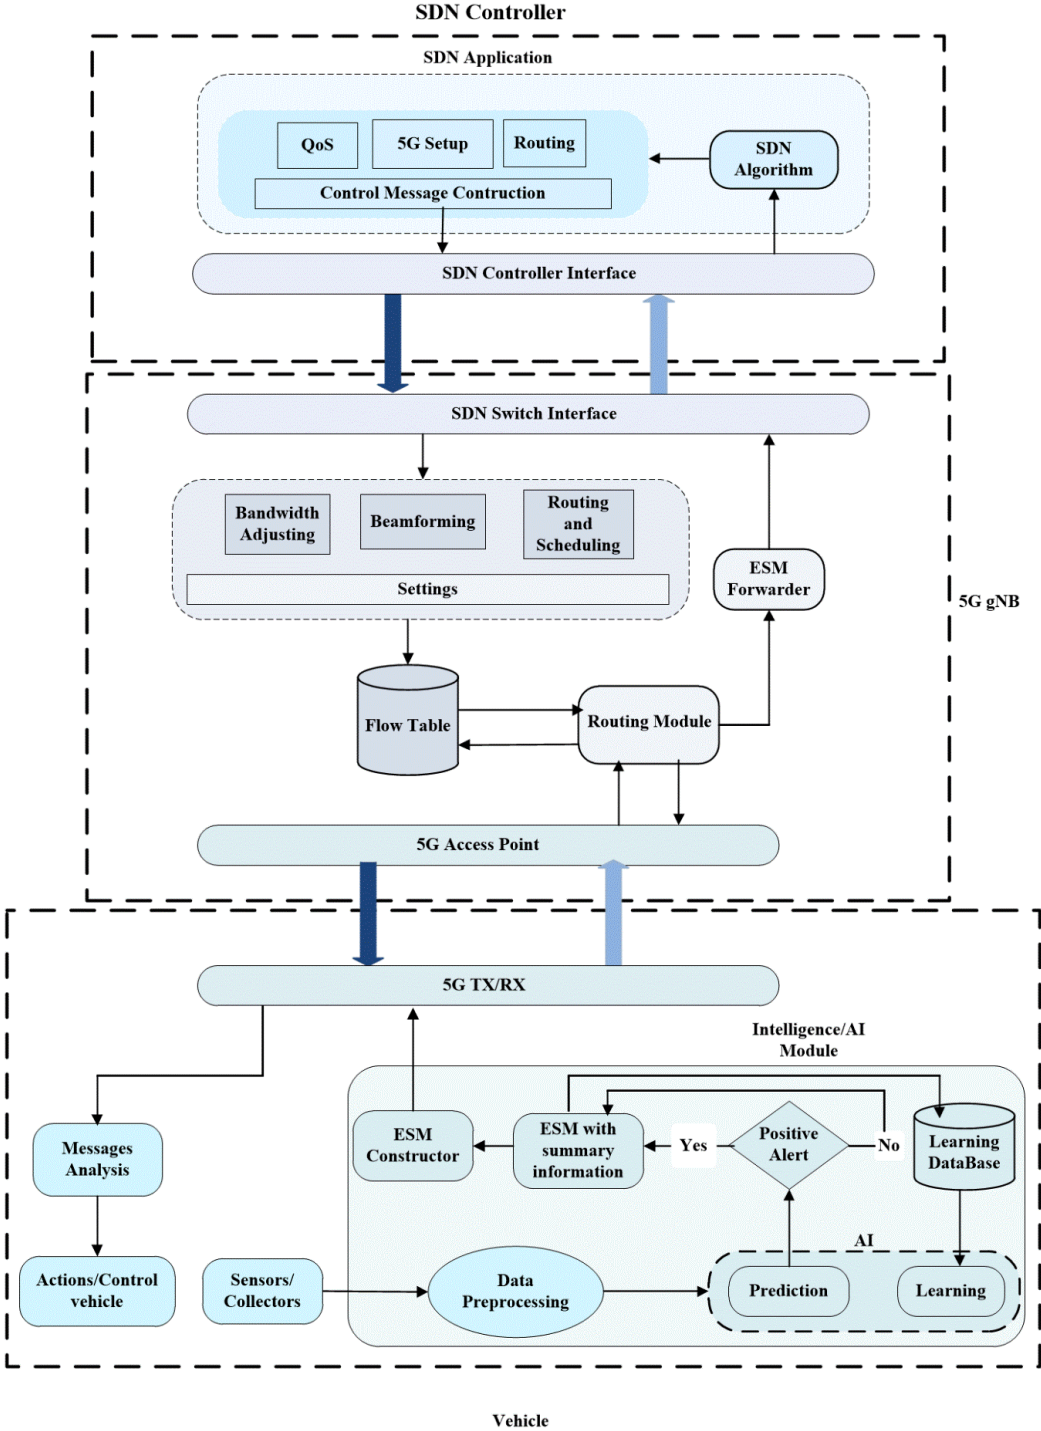 SDN Controller
SDN Application
QoS
5G Setup
Routing
Control Message Contruction
SDN
Algorithm
SDN Controller Interface
SDN Switch Interface
Bandwidth
Adjusting
Beamforming
Routing
and
Scheduling
Settings
ESM
Forwarder
5G gNB
Flow Table
Routing Module
5G Access Point
5G TX/RX
Intelligence/AI
Module
Messages
Analysis
ESM
Constructor
ESM with
summary
information
Yes
Positive
Alert
No
Learning
DataBase
Actions/Control
vehicle
Sensors/
Collectors
Data
Preprocessing
AI
Prediction
Learning
Vehicle